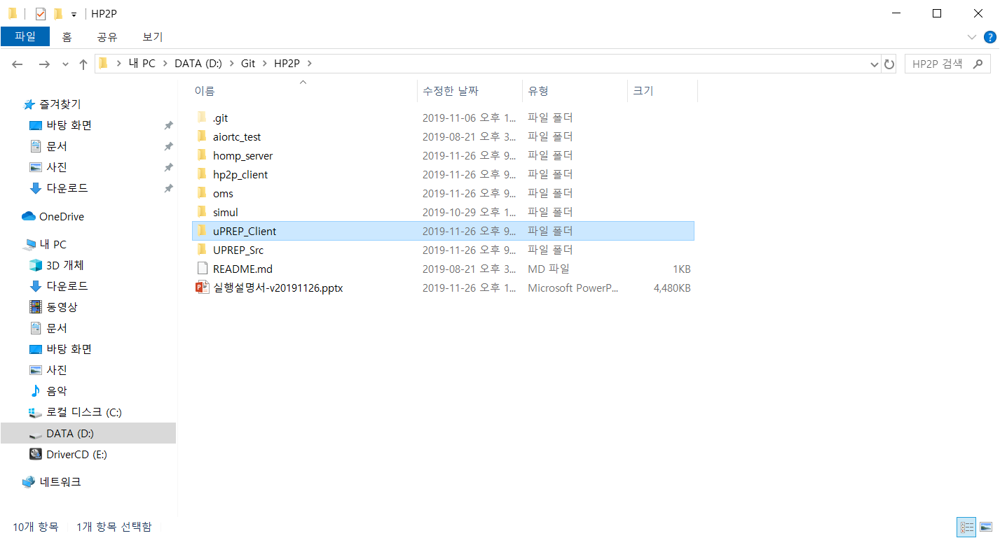 HP2P
파일 홈 공유 보기
내 PC DATA (D:) Git HP2P HP2P 검색
즐겨찾기
바탕 화면
문서
사진
다운로드
OneDrive
내 PC
3D 개체
다운로드
동영상
문서
바탕 화면
사진
음악
로컬 디스크 (C:)
DATA (D:)
DriverCD (E:)
네트워크
이름 수정한 날짜 유형 크기
.git 2019-11-06 오후 1... 파일 폴더
aiortc_test 2019-08-21 오후 3... 파일 폴더
homp_server 2019-11-26 오후 9... 파일 폴더
hp2p_client 2019-11-26 오후 9... 파일 폴더
oms 2019-11-26 오후 9... 파일 폴더
simul 2019-10-29 오후 1... 파일 폴더
uPREP_Client 2019-11-26 오후 9... 파일 폴더
UPREP_Src 2019-11-26 오후 9... 파일 폴더
README.md 2019-08-21 오후 3... MD 파일 1KB
실행설명서-v20191126.pptx 2019-11-26 오후 1... Microsoft PowerP... 4,480KB
10개 항목 1개 항목 선택함